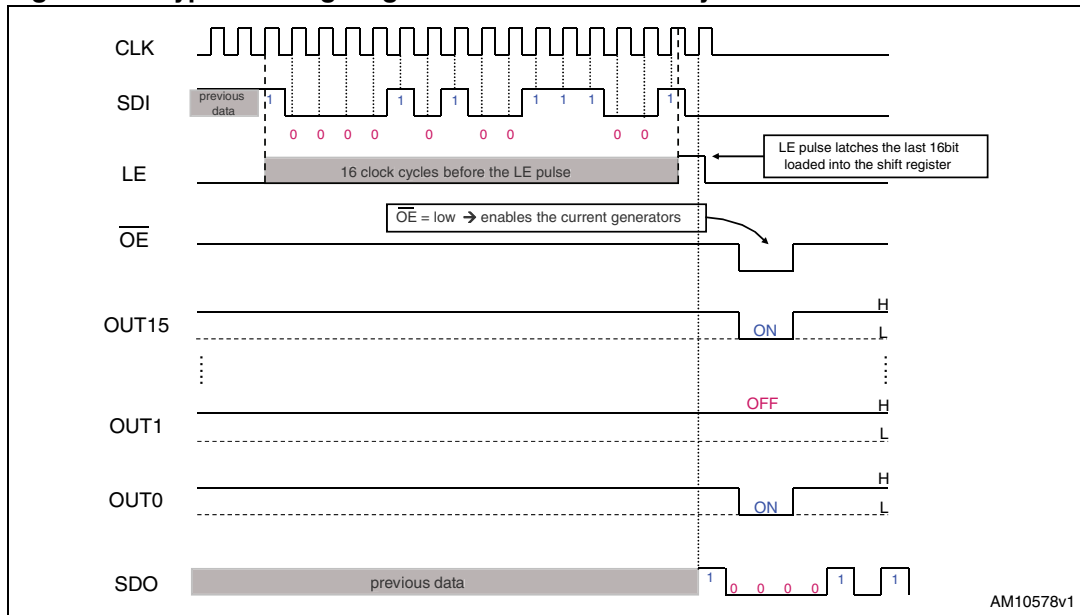 CLK
SDI
previous
data
1
1
1
1
1
1
1
0
0
0
0
0
0
0
0
0
LE
16 clock cycles before the LE pulse
LE pulse latches the last 16bit
loaded into the shift register
OE = low → enables the current generators
OE
OUT15
ON
H
L
OUT1
OFF
H
L
OUT0
ON
H
L
SDO
previous data
1
0
0
0
0
1
1
AM10578v1